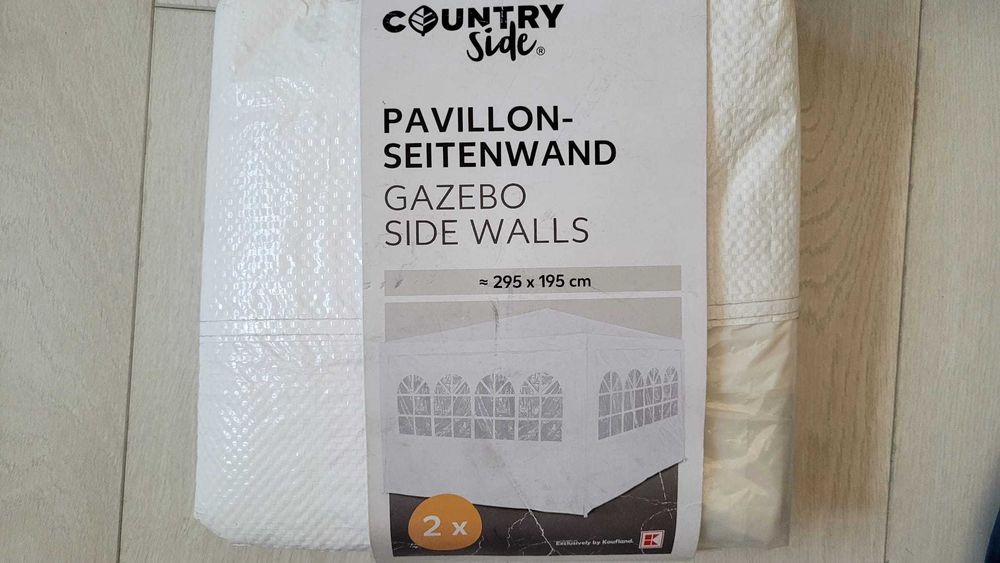 COUNTRY
Side®
PAVILLON-
SEITENWAND
GAZEBO
SIDE WALLS
≈ 295 x 195 cm
2 x
Exclusively by Kaufland.
K